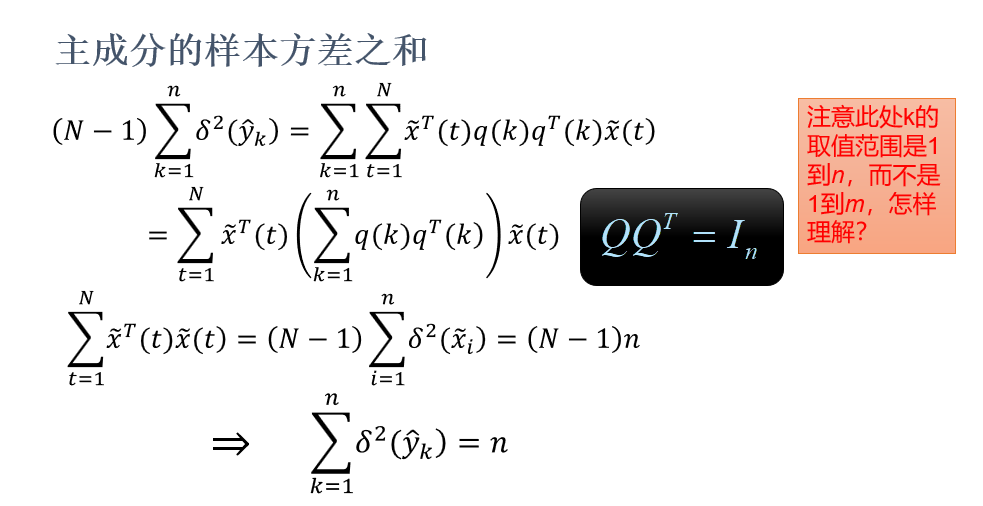 主成分的样本方差之和
$(N-1)\sum_{k=1}^{n}\delta^2(\hat{y}_k)=\sum_{k=1}^{n}\sum_{t=1}^{N}\tilde{x}^T(t)q(k)q^T(k)\tilde{x}(t)$
$=\sum_{t=1}^{N}\tilde{x}^T(t)\left(\sum_{k=1}^{n}q(k)q^T(k)\right)\tilde{x}(t)$
$QQ^T=I_n$
注意此处k的
取值范围是1
到n，而不是
1到m，怎样
理解？
$\sum_{t=1}^{N}\tilde{x}^T(t)\tilde{x}(t)=(N-1)\sum_{i=1}^{n}\delta^2(\tilde{x}_i)=(N-1)n$
$\Rightarrow\sum_{k=1}^{n}\delta^2(\hat{y}_k)=n$